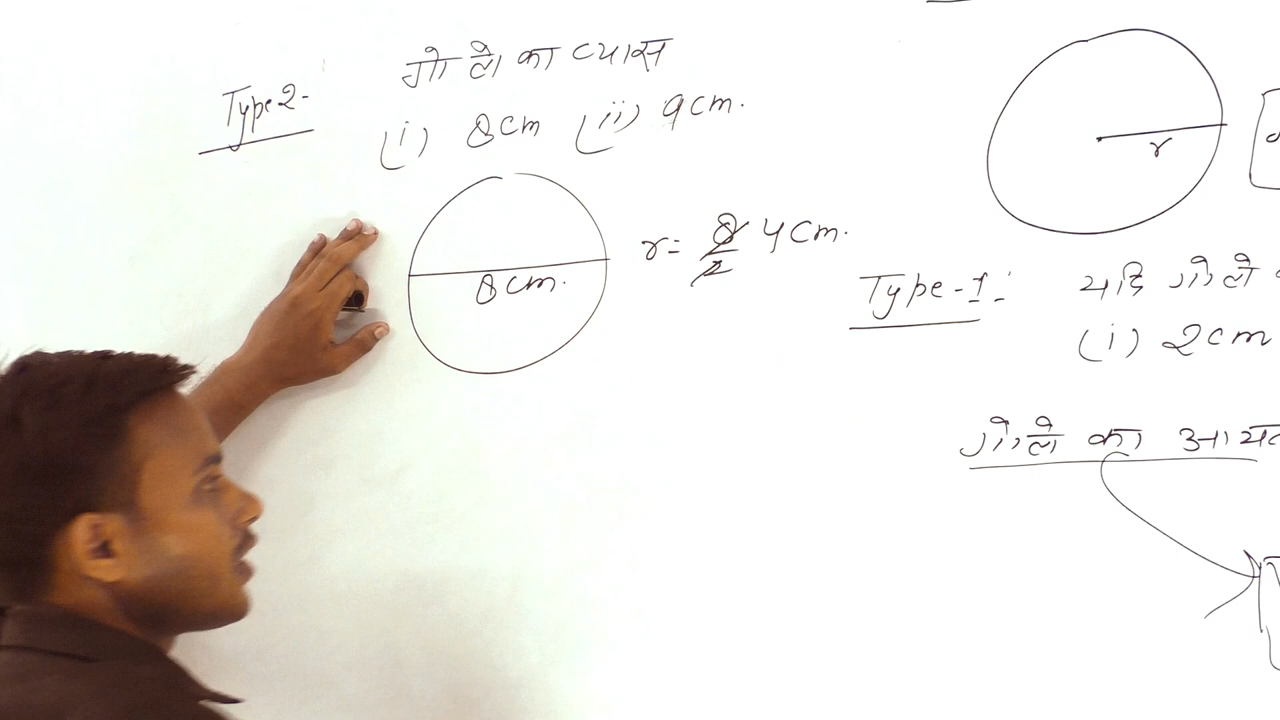 Type 2-
गोले का व्यास
(i) 8cm (ii) 9cm.
8cm.
r = 8/2 4cm.
r
Type-1:
यदि गोले
(i) 2cm
गोले का आयत